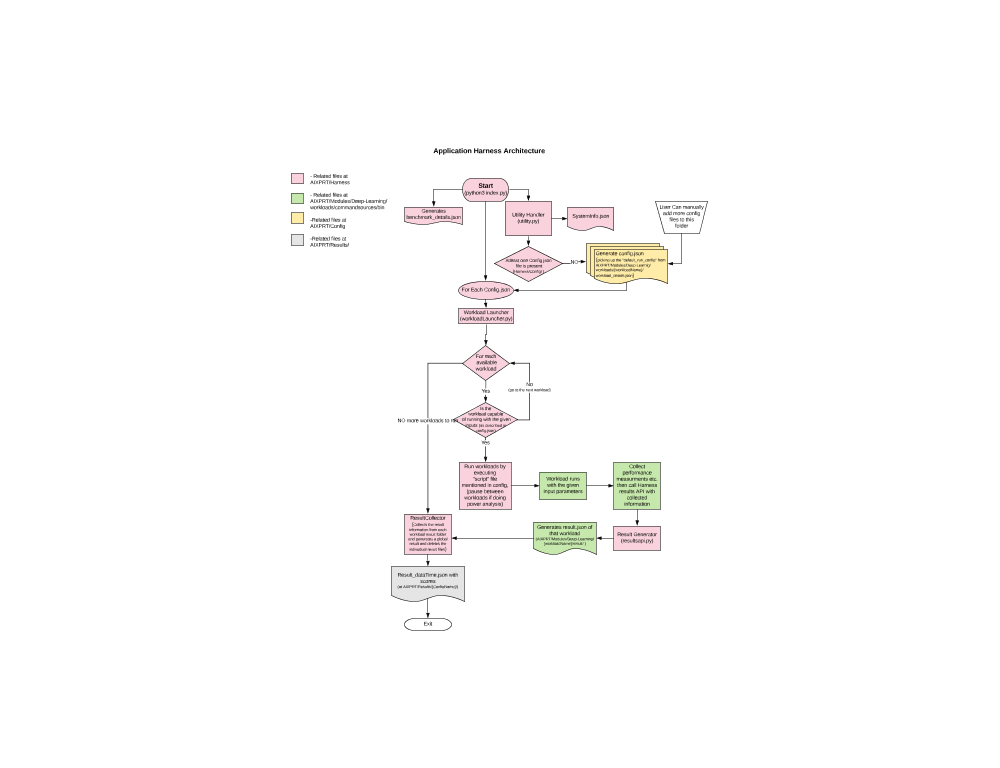 Application Harness Architecture
- Related files at
AIXPRT/Harness
- Related files at
AIXPRT/Modules/Deep-Learning/
workloads/commandsources/bin
-Related files at
AIXPRT/Config
-Related files at
AIXPRT/Results/
Start
(python3 index.py)
Generates
benchmark_details.json
Utility Handler
(utility.py)
SystemInfo.json
User Can manually
add more config
files to this
folder
Atleast one Config json
file is present
(Harness/Config/)
NO
Generate config.json
(picking up the "default_run_config" from
AIXPRT/Modules/Deep-Learning/
workloads/[workloadName]/
workload_details.json)
For Each Config.json
Workload Launcher
(workloadLauncher.py)
For each
available
workload
Yes
No
(go to the next workload)
NO more workloads to run
Is the
workload capable
of running with the given
inputs (as described in
config.json)
Yes
Run workloads by
executing
"script" file
mentioned in config,
(pause between
workloads if doing
power analysis)
Workload runs
with the given
input parameters
Collect
performance
measurments etc.
then call Harness
results API with
collected
information
ResultCollector
(Collects the result
information from each
workload result folder
and generates a global
result and deletes the
individual result files)
Generates result.json of
that workload
(AIXPRT/Modules/Deep-Learning/
[workloadName]/result/ )
Result Generator
(resultsapi.py)
Result_dataTime.json with
scores
(at AIXPRT/Results/[ConfigName]/)
Exit